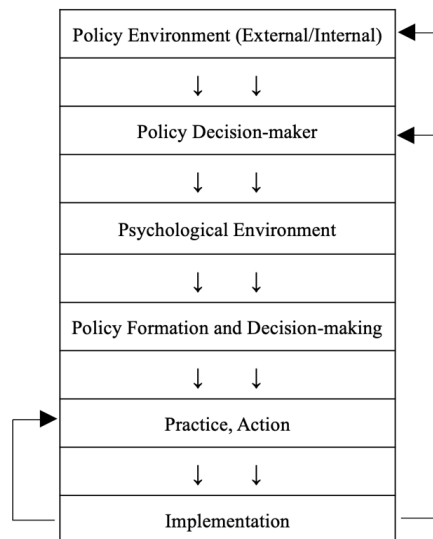 Policy Environment (External/Internal)
↓ ↓
Policy Decision-maker
↓ ↓
Psychological Environment
↓ ↓
Policy Formation and Decision-making
↓ ↓
Practice, Action
↓ ↓
Implementation